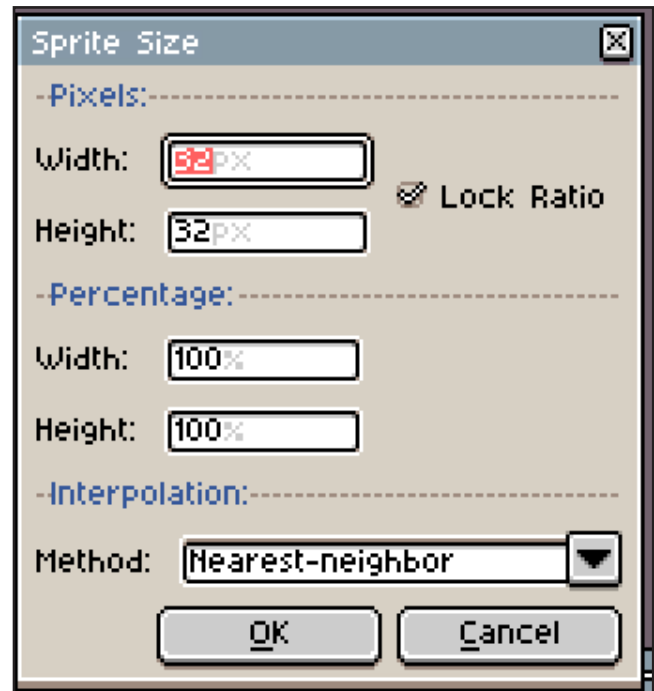 Sprite Size
Pixels:
Width: 32px
Lock Ratio
Height: 32px
Percentage:
Width: 100%
Height: 100%
Interpolation:
Method: Nearest-neighbor
OK Cancel